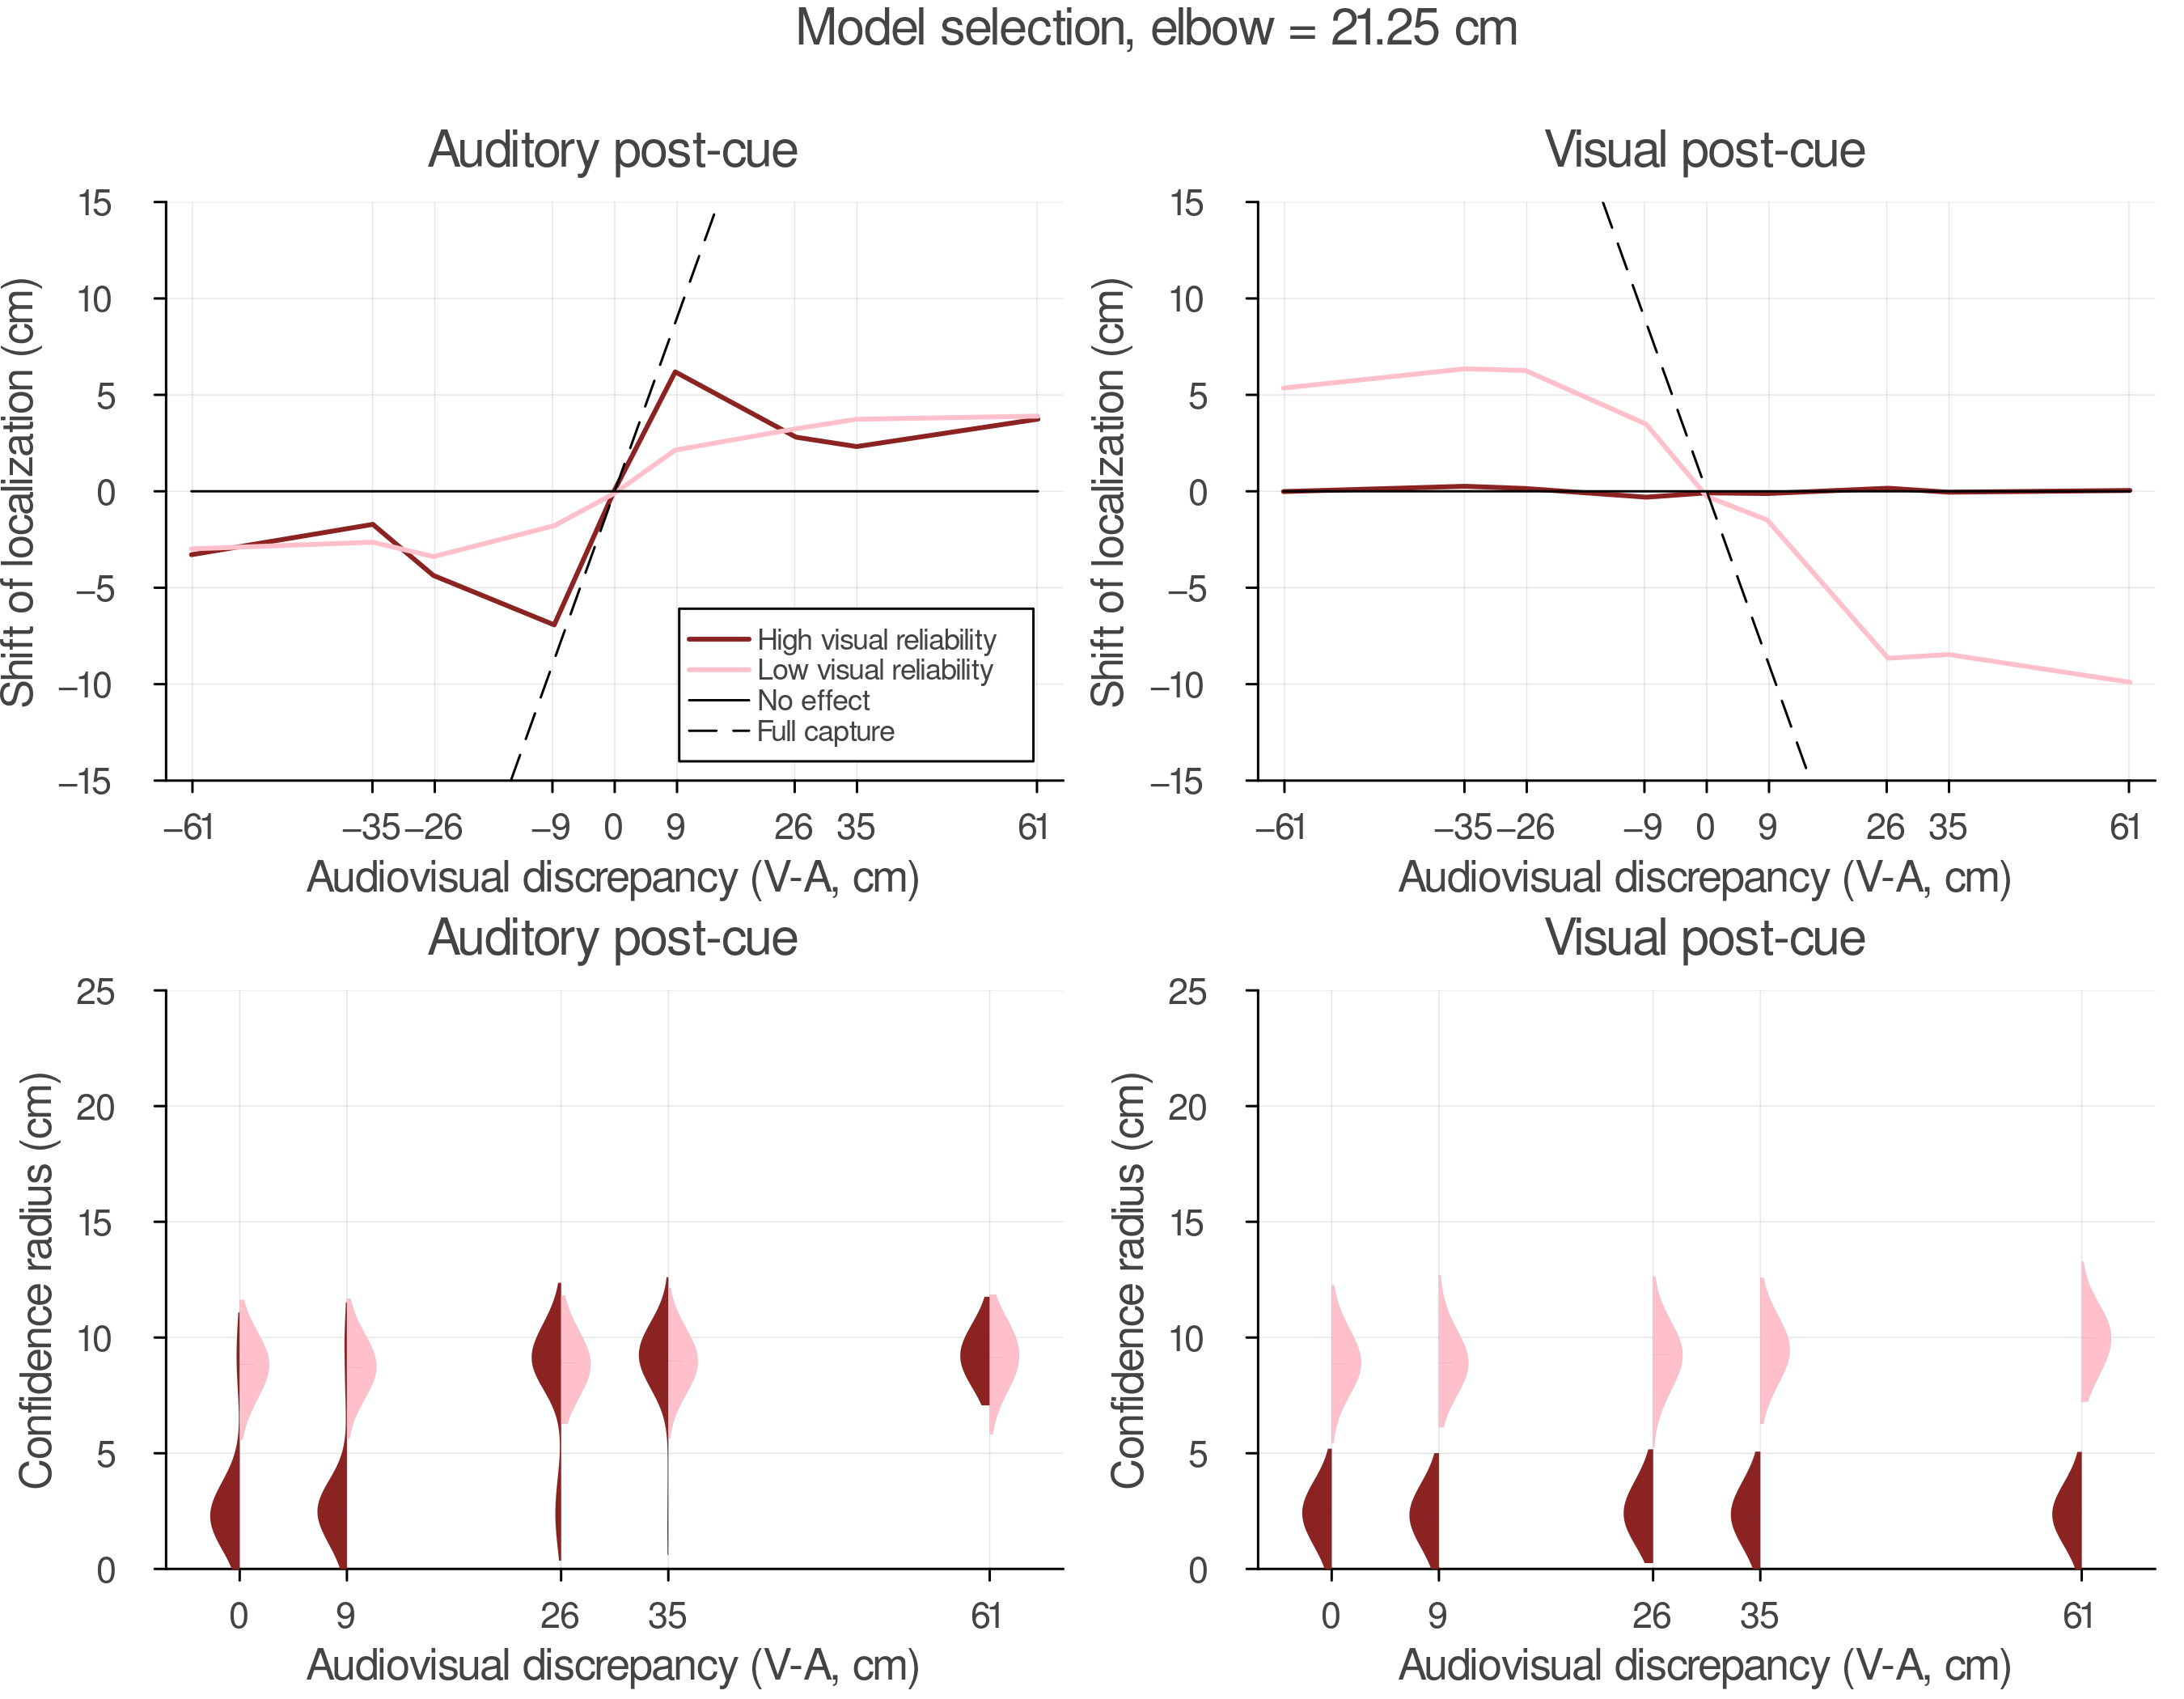 Model selection, elbow = 21.25 cm
Auditory post-cue
15
10
5
0
−5
−10
−15
Shift of localization (cm)
High visual reliability
Low visual reliability
No effect
Full capture
−61 −35 −26 −9 0 9 26 35 61
Audiovisual discrepancy (V-A, cm)
Visual post-cue
15
10
5
0
−5
−10
−15
Shift of localization (cm)
−61 −35 −26 −9 0 9 26 35 61
Audiovisual discrepancy (V-A, cm)
Auditory post-cue
25
20
15
10
5
0
Confidence radius (cm)
0 9 26 35 61
Audiovisual discrepancy (V-A, cm)
Visual post-cue
25
20
15
10
5
0
Confidence radius (cm)
0 9 26 35 61
Audiovisual discrepancy (V-A, cm)